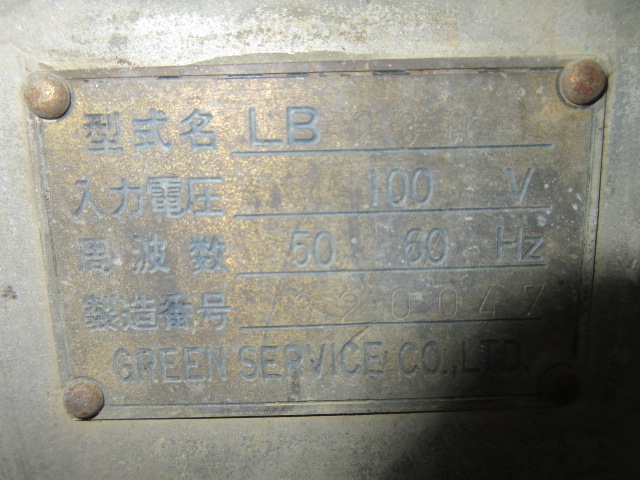 型式名 LB
入力電圧 100 V
周波数 50 60 Hz
製造番号 7320047
GREEN SERVICE CO.,LTD.